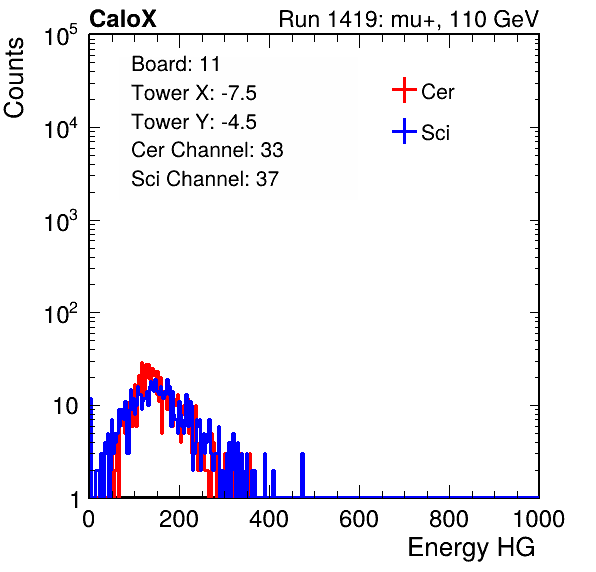 CaloX Run 1419: mu+, 110 GeV
Board: 11
Tower X: -7.5
Tower Y: -4.5
Cer Channel: 33
Sci Channel: 37
Cer
Sci
Counts
10^5
10^4
10^3
10^2
10
1
0 200 400 600 800 1000
Energy HG